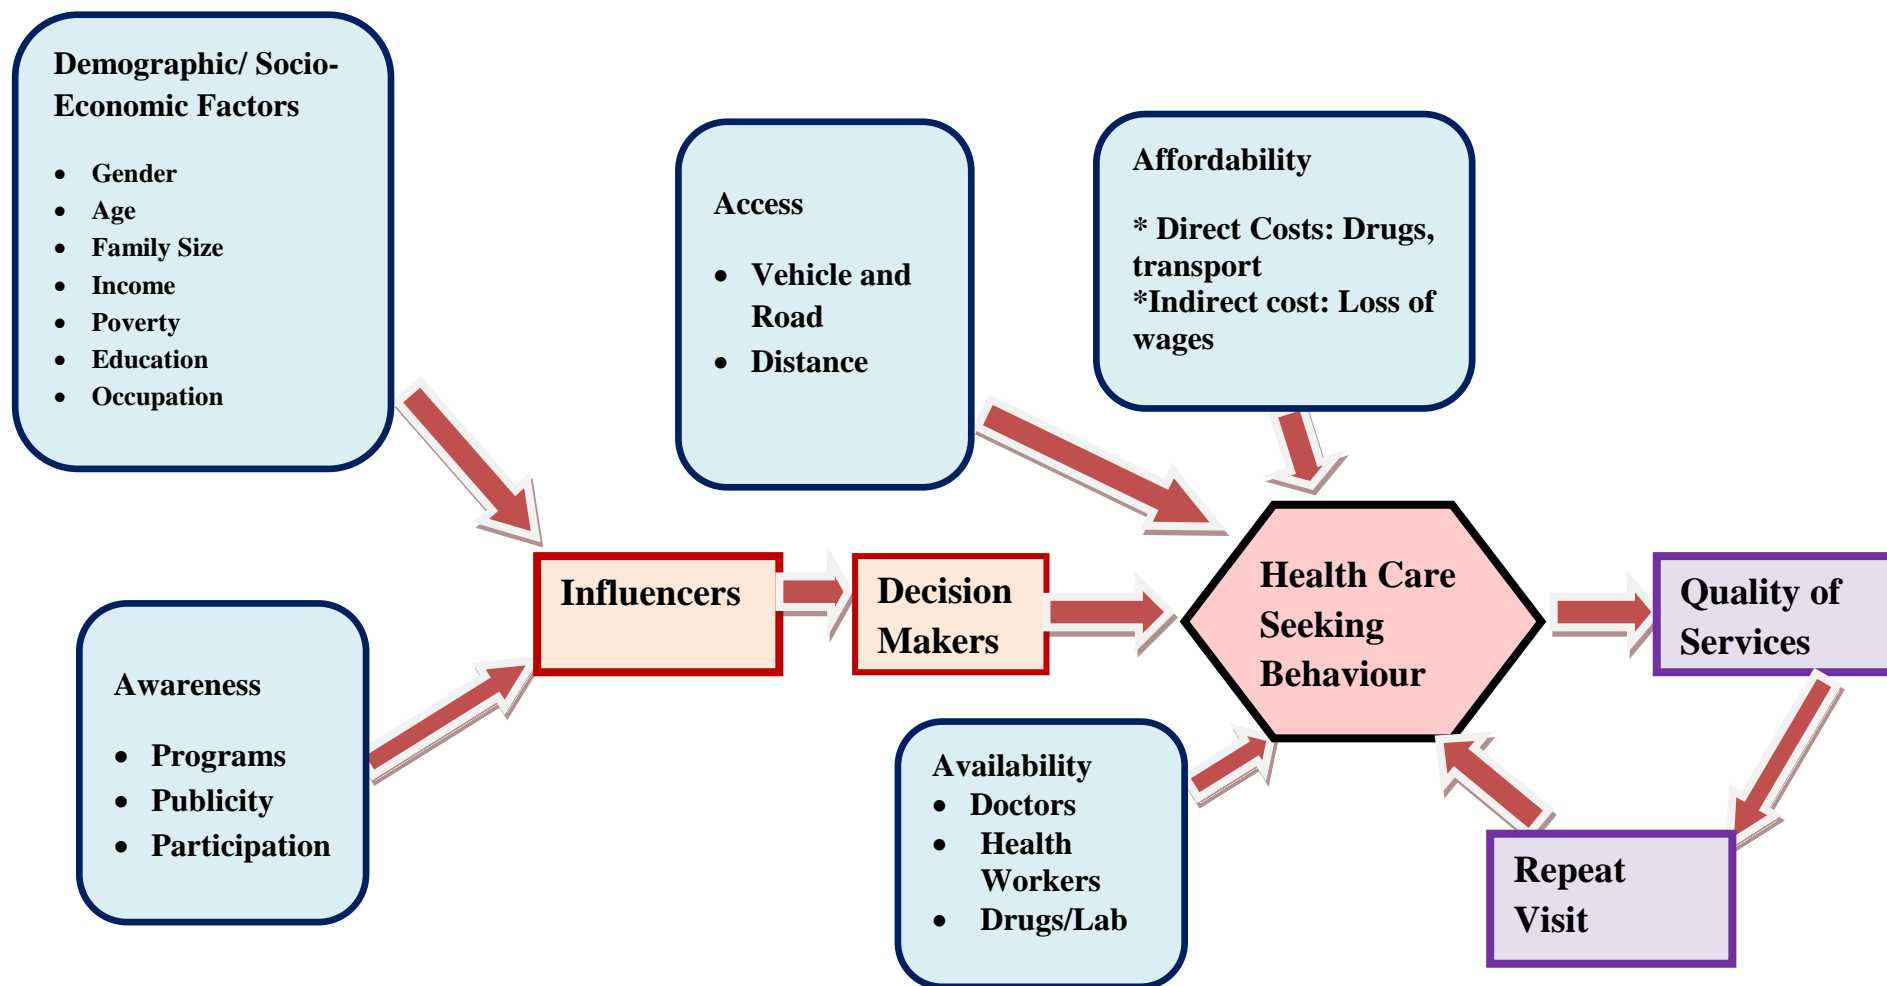 Demographic/ Socio-
Economic Factors
• Gender
• Age
• Family Size
• Income
• Poverty
• Education
• Occupation
Access
• Vehicle and
Road
• Distance
Affordability
* Direct Costs: Drugs,
transport
*Indirect cost: Loss of
wages
Influencers
Decision
Makers
Health Care
Seeking
Behaviour
Quality of
Services
Awareness
• Programs
• Publicity
• Participation
Availability
• Doctors
• Health
Workers
• Drugs/Lab
Repeat
Visit